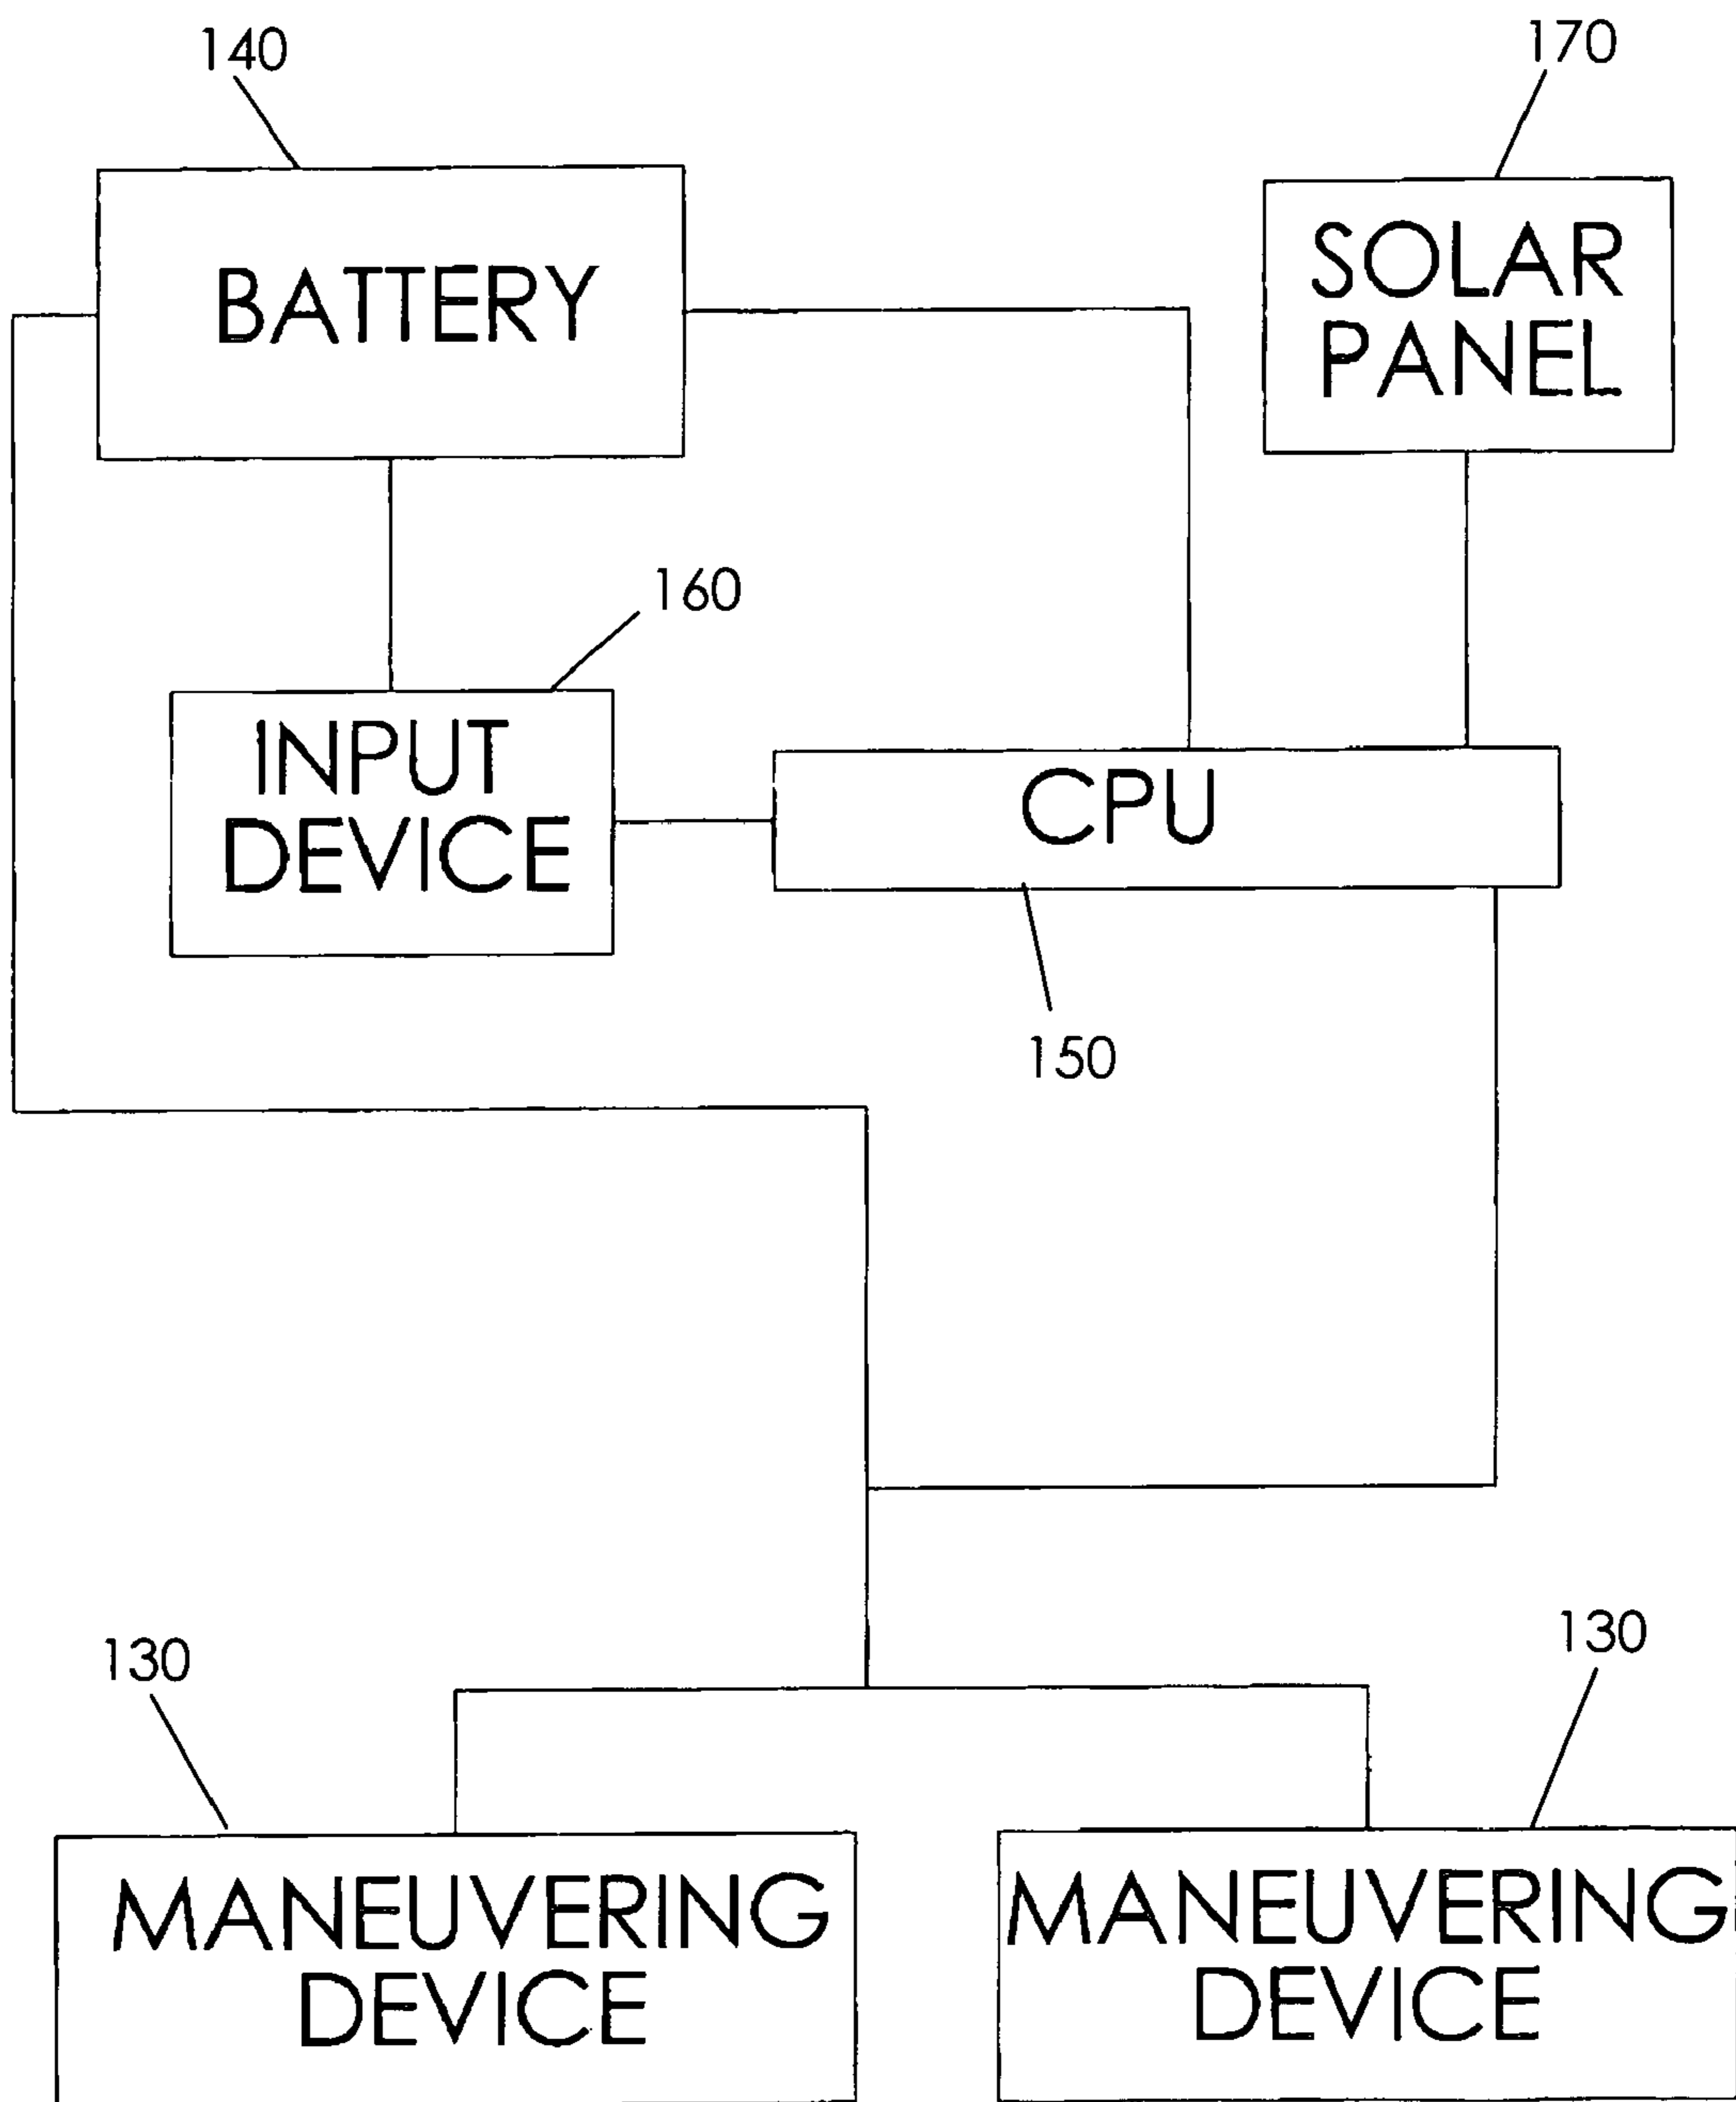 140
170
BATTERY
SOLAR
PANEL
160
INPUT
DEVICE
CPU
150
130
130
MANEUVERING
DEVICE
MANEUVERING
DEVICE